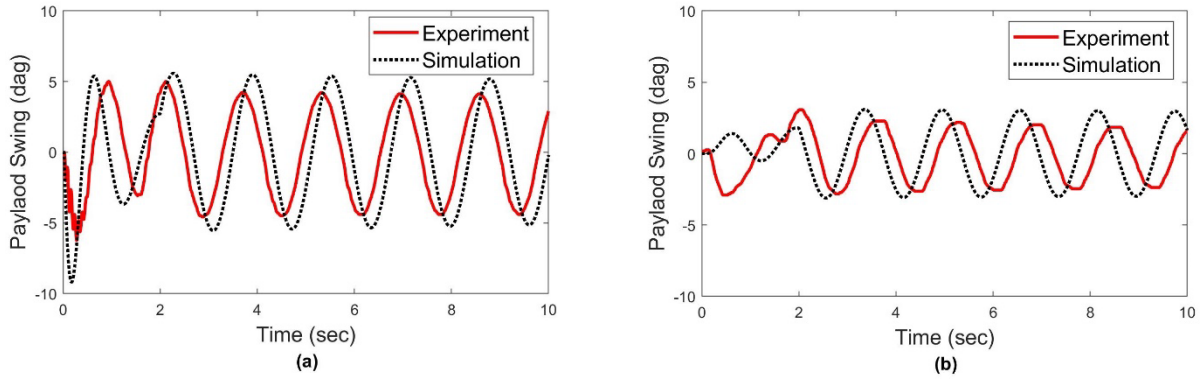 10
5
0
-5
-10
Paylaod Swing (dag)
Experiment
Simulation
0 2 4 6 8 10
Time (sec)
(a)
10
5
0
-5
-10
Paylaod Swing (dag)
Experiment
Simulation
0 2 4 6 8 10
Time (sec)
(b)